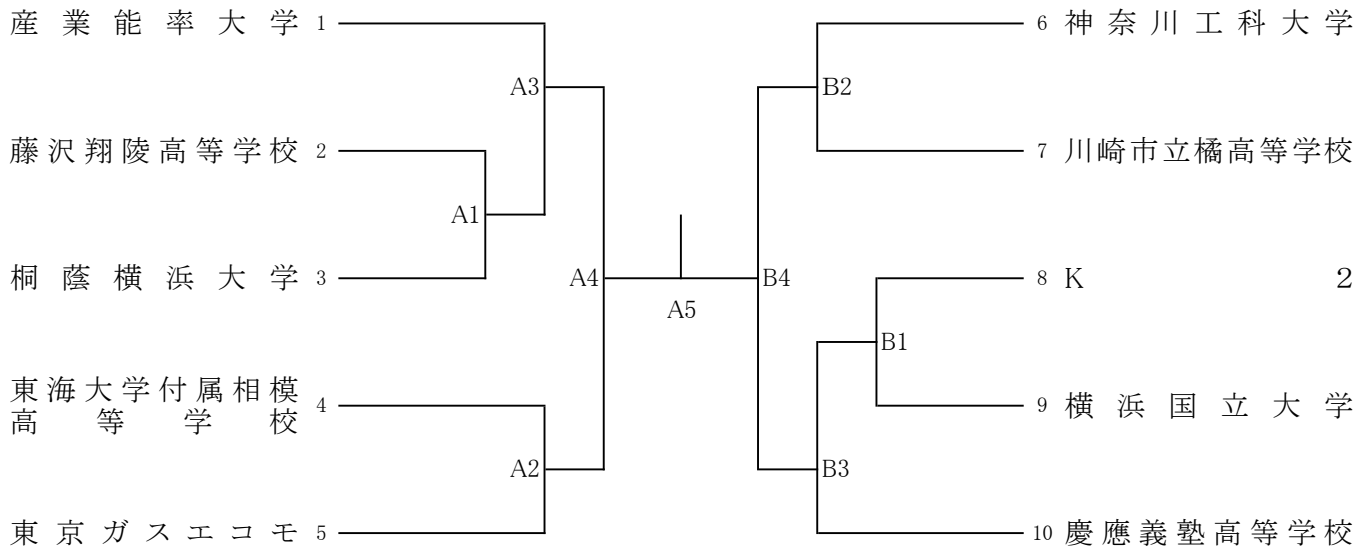 産業能率大学 1
6 神奈川工科大学
A3
B2
藤沢翔陵高等学校 2
7 川崎市立橘高等学校
A1
桐蔭横浜大学 3
A4
B4
8 K 2
A5
B1
東海大学付属相模
高等学校
4
9 横浜国立大学
A2
B3
東京ガスエコモ 5
10 慶應義塾高等学校